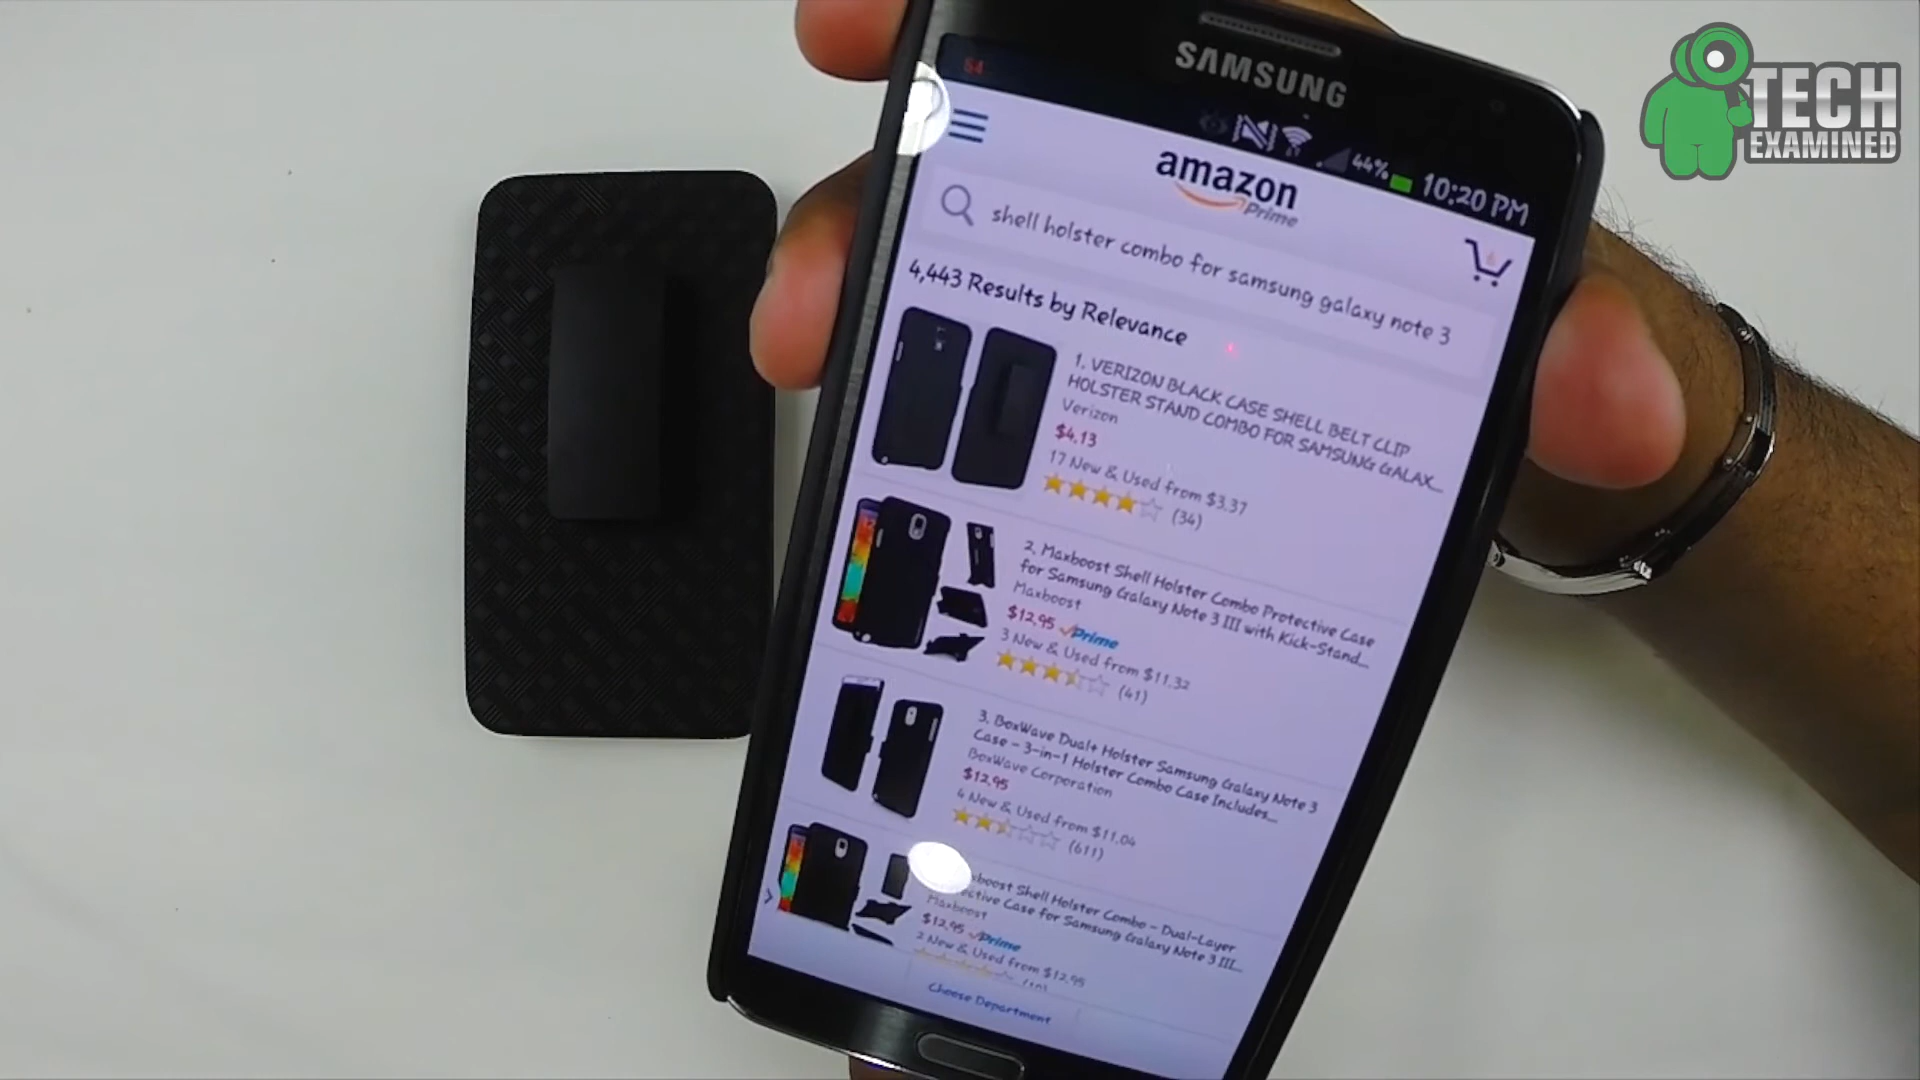 TECH
EXAMINED
SAMSUNG
54
44% 10:20 PM
amazon
Prime
shell holster combo for samsung galaxy note 3
4,443 Results by Relevance
1. VERIZON BLACK CASE SHELL BELT CLIP
HOLSTER STAND COMBO FOR SAMSUNG GALAX...
Verizon
$4.13
17 New & Used from $3.37
(34)
2. Maxboost Shell Holster Combo Protective Case
for Samsung Galaxy Note 3 III with Kick-Stand...
Maxboost
$12.95 Prime
3 New & Used from $11.32
(41)
3. BoxWave Dual+ Holster Samsung Galaxy Note 3
Case - 3-in-1 Holster Combo Case Includes...
BoxWave Corporation
$12.95
4 New & Used from $11.04
(611)
Shell Holster Combo - Dual-Layer
Case for Samsung Galaxy Note 3 III...
Maxboost
$12.95 Prime
2 New & Used from $12.95
Choose Department